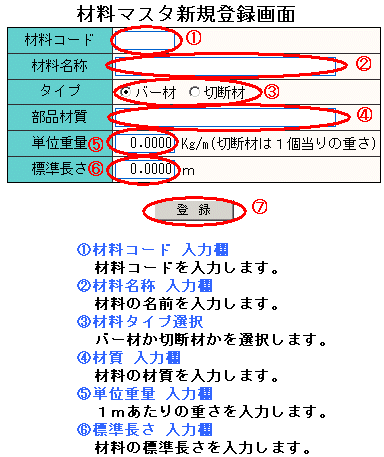 材料マスタ新規登録画面
材料コード ①
材料名称 ②
タイプ バー材 切断材 ③
部品材質 ④
単位重量⑤ 0.0000 Kg/m(切断材は１個当りの重さ)
標準長さ⑥ 0.0000 m
登 録 ⑦
①材料コード 入力欄
材料コードを入力します。
②材料名称 入力欄
材料の名前を入力します。
③材料タイプ選択
バー材か切断材かを選択します。
④材質 入力欄
材料の材質を入力します。
⑤単位重量 入力欄
１ｍあたりの重さを入力します。
⑥標準長さ 入力欄
材料の標準長さを入力します。